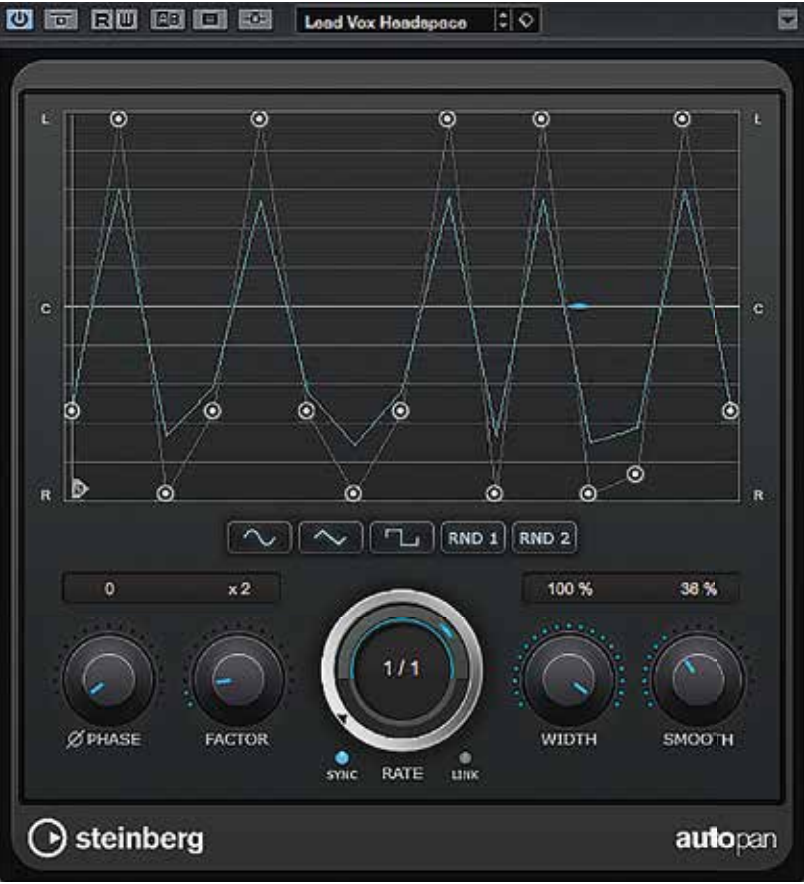 R W AB Lead Vox Headspace
L L
C C
R R
RND 1 RND 2
0 x 2 100 % 38 %
1 / 1
Ø PHASE FACTOR WIDTH SMOOTH
SYNC RATE LINK
steinberg autopan